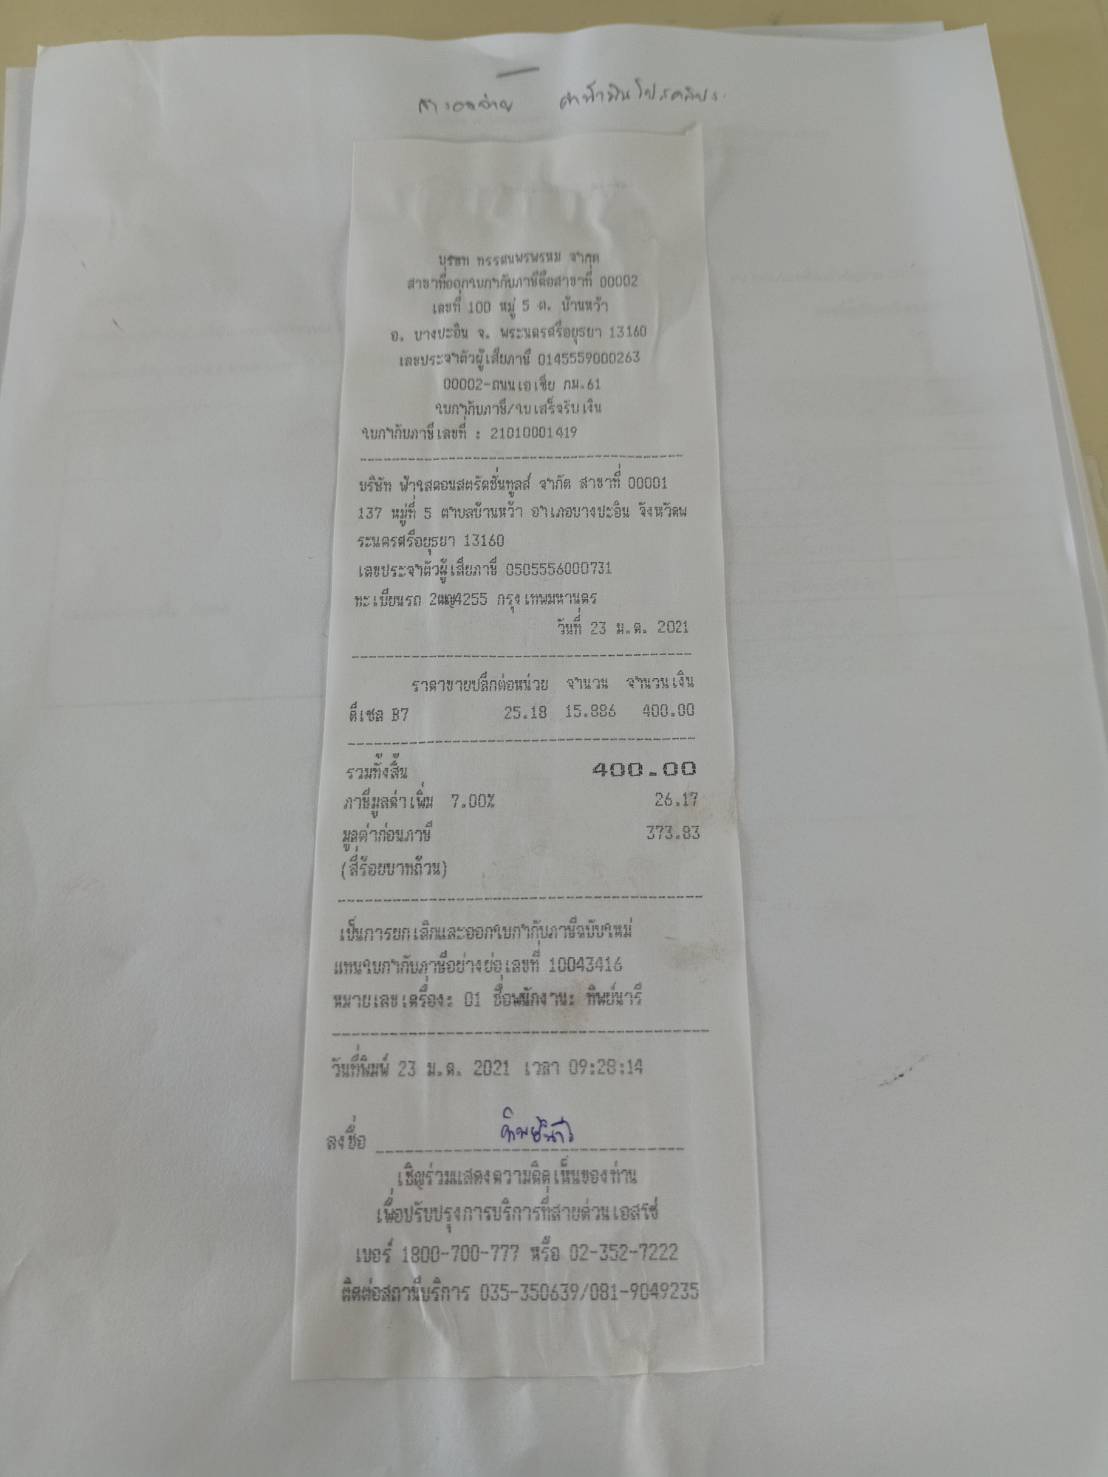 สำรองจ่าย ค่าน้ำมัน
บริษัท ทรรศนพรพรหม จำกัด
สาขาที่ออกใบกำกับภาษีคือสาขาที่ 00002
เลขที่ 100 หมู่ 5 ต. บ้านหว้า
อ. บางปะอิน จ. พระนครศรีอยุธยา 13160
เลขประจำตัวผู้เสียภาษี 0145559000263
00002-ถนนเอเชีย กม.61
ใบกำกับภาษี/ใบเสร็จรับเงิน
ใบกำกับภาษีเลขที่ : 21010001419
บริษัท ฟ้าใสคอนสตรัคชั่นทูลส์ จำกัด สาขาที่ 00001
137 หมู่ที่ 5 ตำบลบ้านหว้า อำเภอบางปะอิน จังหวัดพ
ระนครศรีอยุธยา 13160
เลขประจำตัวผู้เสียภาษี 0505556000731
ทะเบียนรถ 2ฒญ4255 กรุงเทพมหานคร
วันที่ 23 ม.ค. 2021
ราคาขายปลีกต่อหน่วย จำนวน จำนวนเงิน
ดีเซล B7 25.18 15.886 400.00
รวมทั้งสิ้น 400.00
ภาษีมูลค่าเพิ่ม 7.00% 26.17
มูลค่าก่อนภาษี 373.83
(สี่ร้อยบาทถ้วน)
เป็นการยกเลิกและออกใบกำกับภาษีฉบับใหม่
แทนใบกำกับภาษีอย่างย่อเลขที่ 10043416
หมายเลขเครื่อง: 01 ชื่อพนักงาน: ทิพย์นารี
วันที่พิมพ์ 23 ม.ค. 2021 เวลา 09:28:14
ลงชื่อ ทิพย์นารี
เชิญร่วมแสดงความคิดเห็นของท่าน
เพื่อปรับปรุงการบริการที่สายด่วนเอสโซ่
เบอร์ 1800-700-777 หรือ 02-352-7222
ติดต่อสถานีบริการ 035-350639/081-9049235